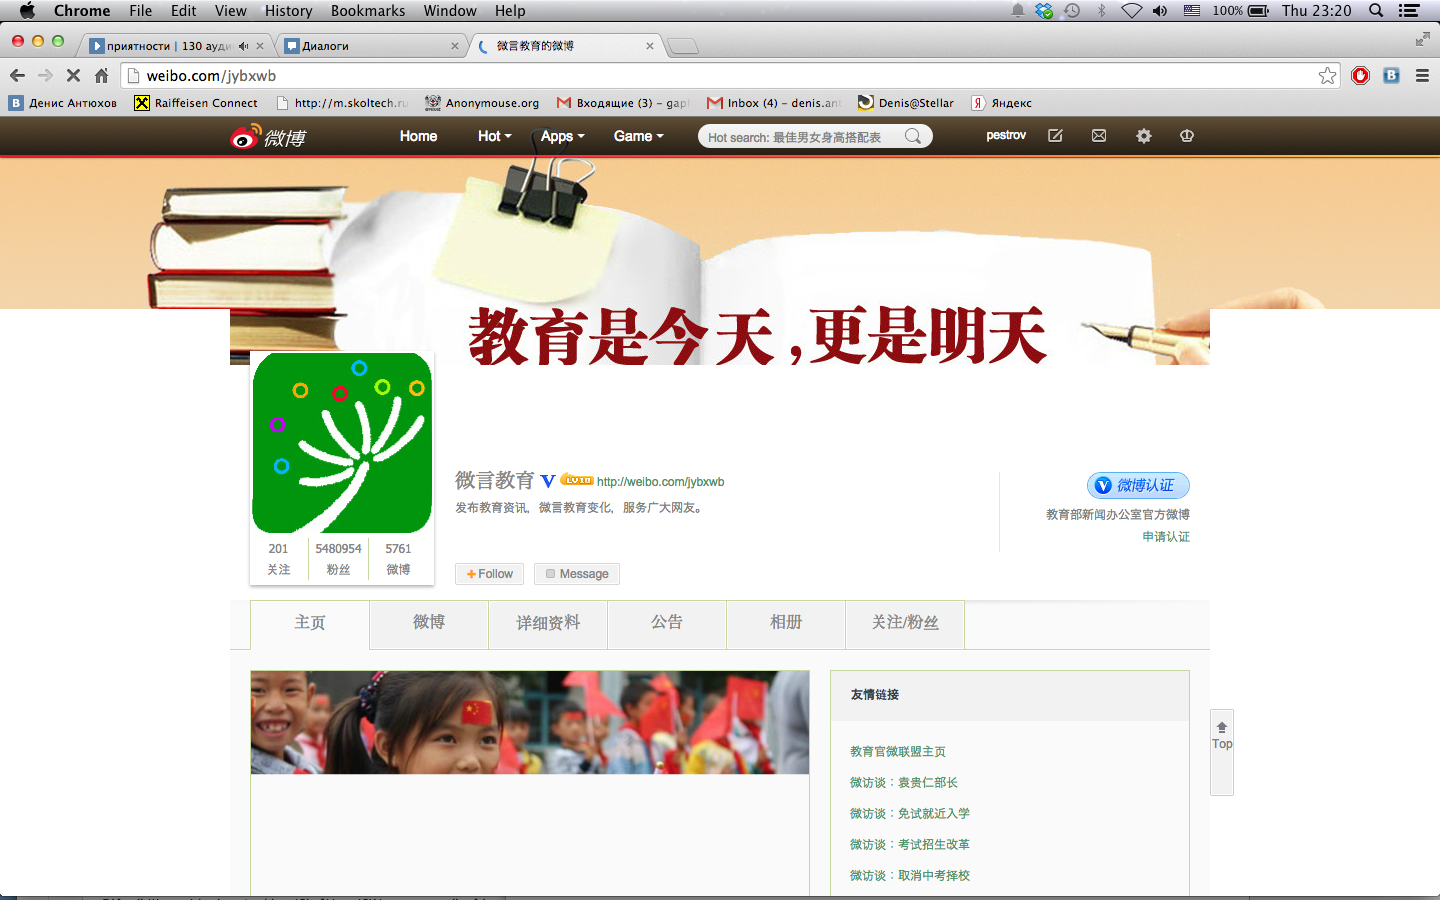 Chrome File Edit View History Bookmarks Window Help 100% Thu 23:20
приятности | 130 ауди
Диалоги
微言教育的微博
weibo.com/jybxwb
Денис Антюхов Raiffeisen Connect http://m.skoltech.ru Anonymouse.org Входящие (3) – gap Inbox (4) – denis.ant Denis@Stellar Яндекс
微博 Home Hot Apps Game Hot search: 最佳男女身高搭配表 pestrov
教育是今天,更是明天
微言教育 V LV10 http://weibo.com/jybxwb
发布教育资讯，微言教育变化，服务广大网友。
V 微博认证
教育部新闻办公室官方微博
申请认证
201 5480954 5761
关注 粉丝 微博
+ Follow Message
主页 微博 详细资料 公告 相册 关注/粉丝
友情链接
教育官微联盟主页
微访谈：袁贵仁部长
微访谈：免试就近入学
微访谈：考试招生改革
微访谈：取消中考择校
Top